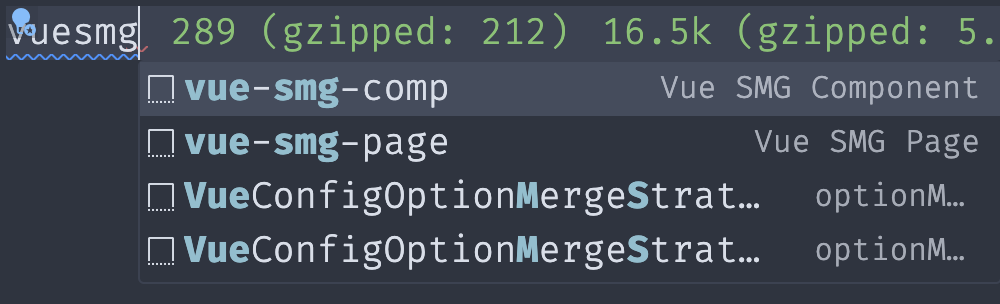 vuesmg 289 (gzipped: 212) 16.5k (gzipped: 5.
vue-smg-comp Vue SMG Component
vue-smg-page Vue SMG Page
VueConfigOptionMergeStrat… optionM…
VueConfigOptionMergeStrat… optionM…